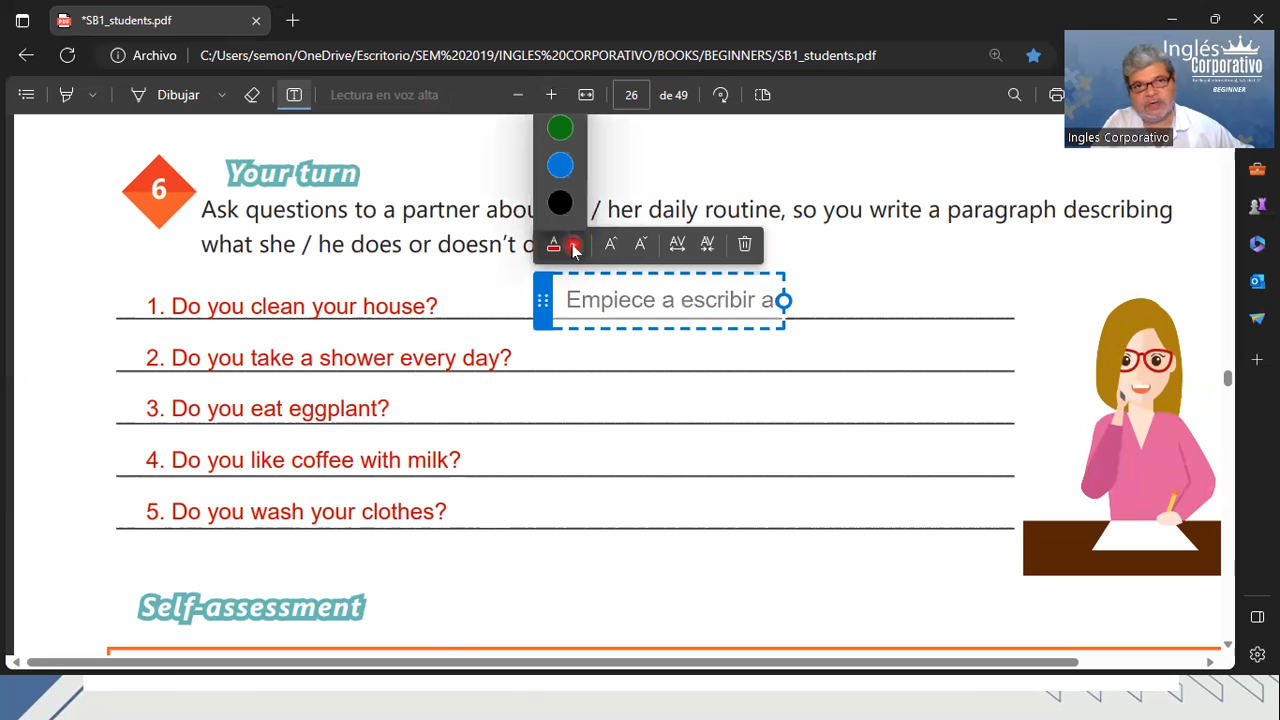 *SB1_students.pdf
Archivo
C:/Users/semon/OneDrive/Escritorio/SEM%202019/INGLES%20CORPORATIVO/BOOKS/BEGINNERS/SB1_students.pdf
Dibujar
Lectura en voz alta
26
de 49
Inglés
Corporativo
BEGINNER
Ingles Corporativo
6
Your turn
Ask questions to a partner abou / her daily routine, so you write a paragraph describing
what she / he does or doesn't d
Empiece a escribir a
1. Do you clean your house?
2. Do you take a shower every day?
3. Do you eat eggplant?
4. Do you like coffee with milk?
5. Do you wash your clothes?
Self-assessment